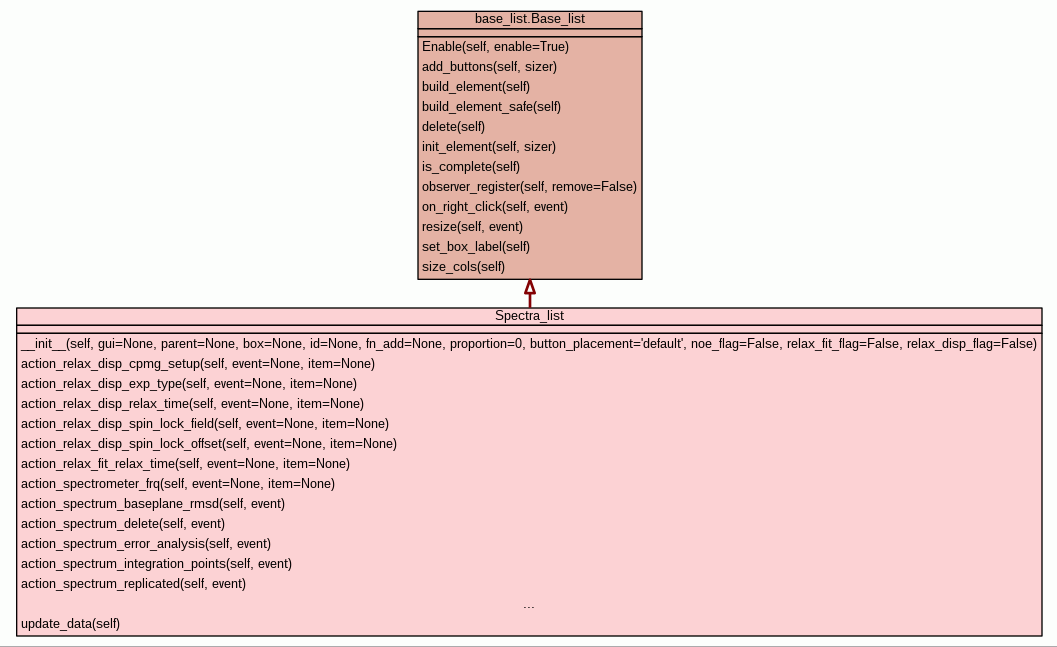 base_list.Base_list
Enable(self, enable=True)
add_buttons(self, sizer)
build_element(self)
build_element_safe(self)
delete(self)
init_element(self, sizer)
is_complete(self)
observer_register(self, remove=False)
on_right_click(self, event)
resize(self, event)
set_box_label(self)
size_cols(self)
Spectra_list
__init__(self, gui=None, parent=None, box=None, id=None, fn_add=None, proportion=0, button_placement='default', noe_flag=False, relax_fit_flag=False, relax_disp_flag=False)
action_relax_disp_cpmg_setup(self, event=None, item=None)
action_relax_disp_exp_type(self, event=None, item=None)
action_relax_disp_relax_time(self, event=None, item=None)
action_relax_disp_spin_lock_field(self, event=None, item=None)
action_relax_disp_spin_lock_offset(self, event=None, item=None)
action_relax_fit_relax_time(self, event=None, item=None)
action_spectrometer_frq(self, event=None, item=None)
action_spectrum_baseplane_rmsd(self, event)
action_spectrum_delete(self, event)
action_spectrum_error_analysis(self, event)
action_spectrum_integration_points(self, event)
action_spectrum_replicated(self, event)
...
update_data(self)